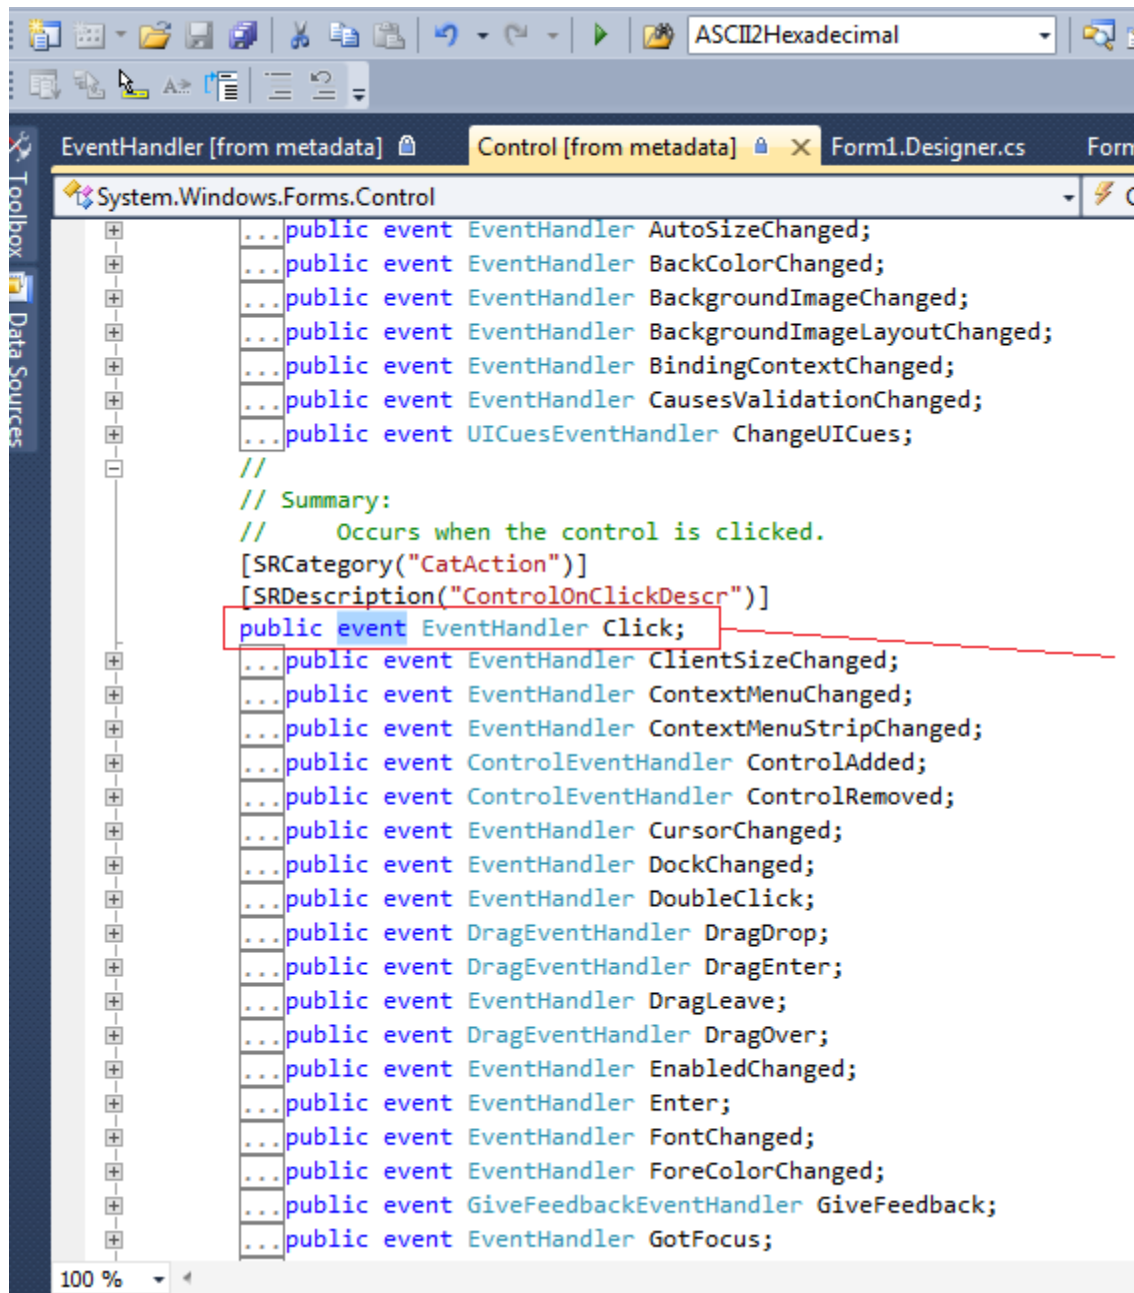 ASCII2Hexadecimal
EventHandler [from metadata] Control [from metadata] Form1.Designer.cs Form
Toolbox
Data Sources
System.Windows.Forms.Control
...public event EventHandler AutoSizeChanged;
...public event EventHandler BackColorChanged;
...public event EventHandler BackgroundImageChanged;
...public event EventHandler BackgroundImageLayoutChanged;
...public event EventHandler BindingContextChanged;
...public event EventHandler CausesValidationChanged;
...public event UICuesEventHandler ChangeUICues;
//
// Summary:
//     Occurs when the control is clicked.
[SRCategory("CatAction")]
[SRDescription("ControlOnClickDescr")]
public event EventHandler Click;
...public event EventHandler ClientSizeChanged;
...public event EventHandler ContextMenuChanged;
...public event EventHandler ContextMenuStripChanged;
...public event ControlEventHandler ControlAdded;
...public event ControlEventHandler ControlRemoved;
...public event EventHandler CursorChanged;
...public event EventHandler DockChanged;
...public event EventHandler DoubleClick;
...public event DragEventHandler DragDrop;
...public event DragEventHandler DragEnter;
...public event EventHandler DragLeave;
...public event DragEventHandler DragOver;
...public event EventHandler EnabledChanged;
...public event EventHandler Enter;
...public event EventHandler FontChanged;
...public event EventHandler ForeColorChanged;
...public event GiveFeedbackEventHandler GiveFeedback;
...public event EventHandler GotFocus;
100 %